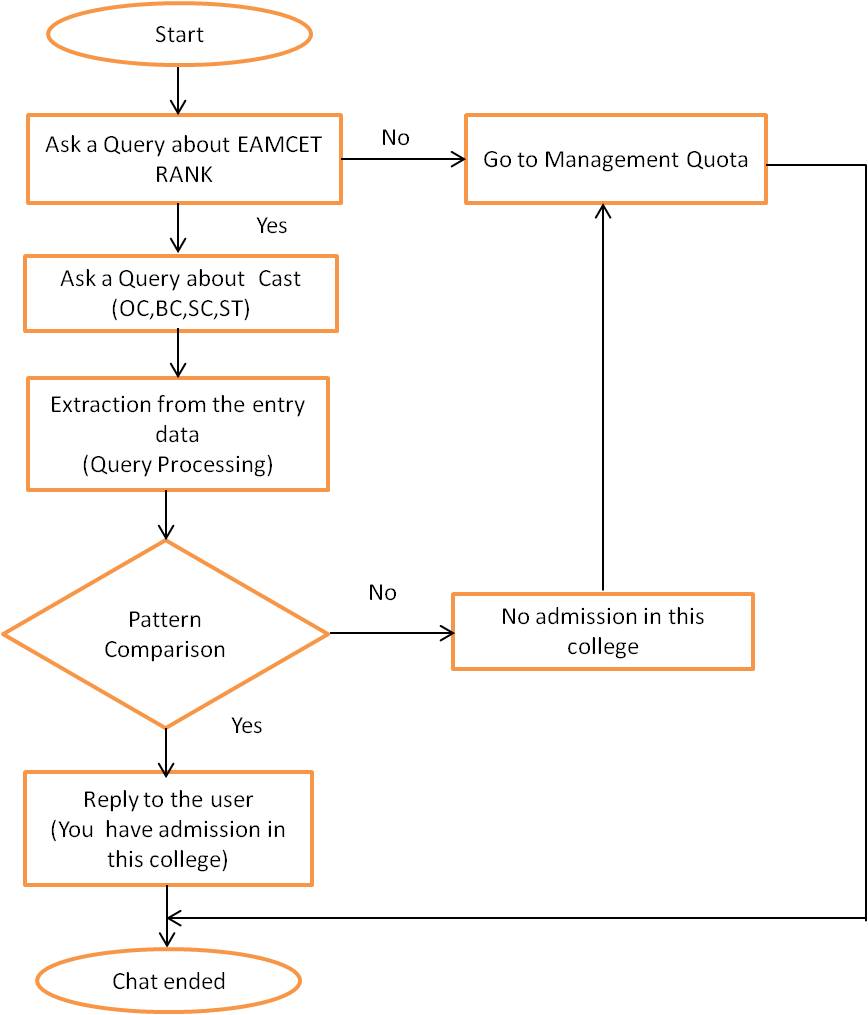 Start
Ask a Query about EAMCET
RANK
No
Go to Management Quota
Yes
Ask a Query about Cast
(OC,BC,SC,ST)
Extraction from the entry
data
(Query Processing)
Pattern
Comparison
No
No admission in this
college
Yes
Reply to the user
(You have admission in
this college)
Chat ended